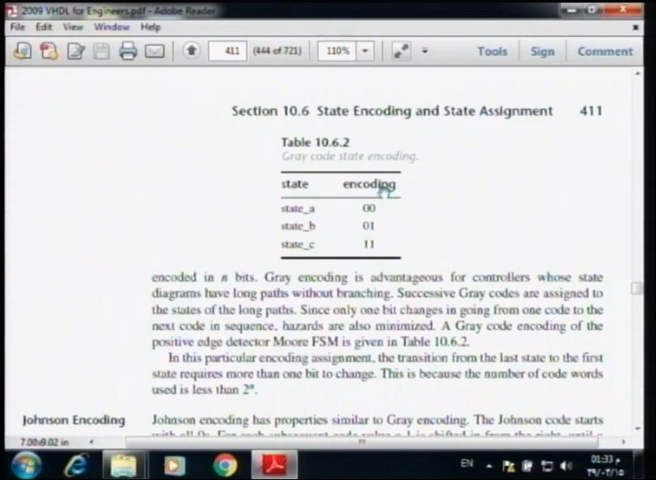 2009 VHDL for Engineers.pdf - Adobe Reader
File Edit View Window Help
411 (444 of 721) 110% Tools Sign Comment
Section 10.6 State Encoding and State Assignment 411
Table 10.6.2
Gray code state encoding.
state encoding
state_a 00
state_b 01
state_c 11
encoded in n bits. Gray encoding is advantageous for controllers whose state
diagrams have long paths without branching. Successive Gray codes are assigned to
the states of the long paths. Since only one bit changes in going from one code to the
next code in sequence, hazards are also minimized. A Gray code encoding of the
positive edge detector Moore FSM is given in Table 10.6.2.
In this particular encoding assignment, the transition from the last state to the first
state requires more than one bit to change. This is because the number of code words
used is less than 2ⁿ.
Johnson Encoding
Johnson encoding has properties similar to Gray encoding. The Johnson code starts
7.00x9.02 in
EN
01:33 م